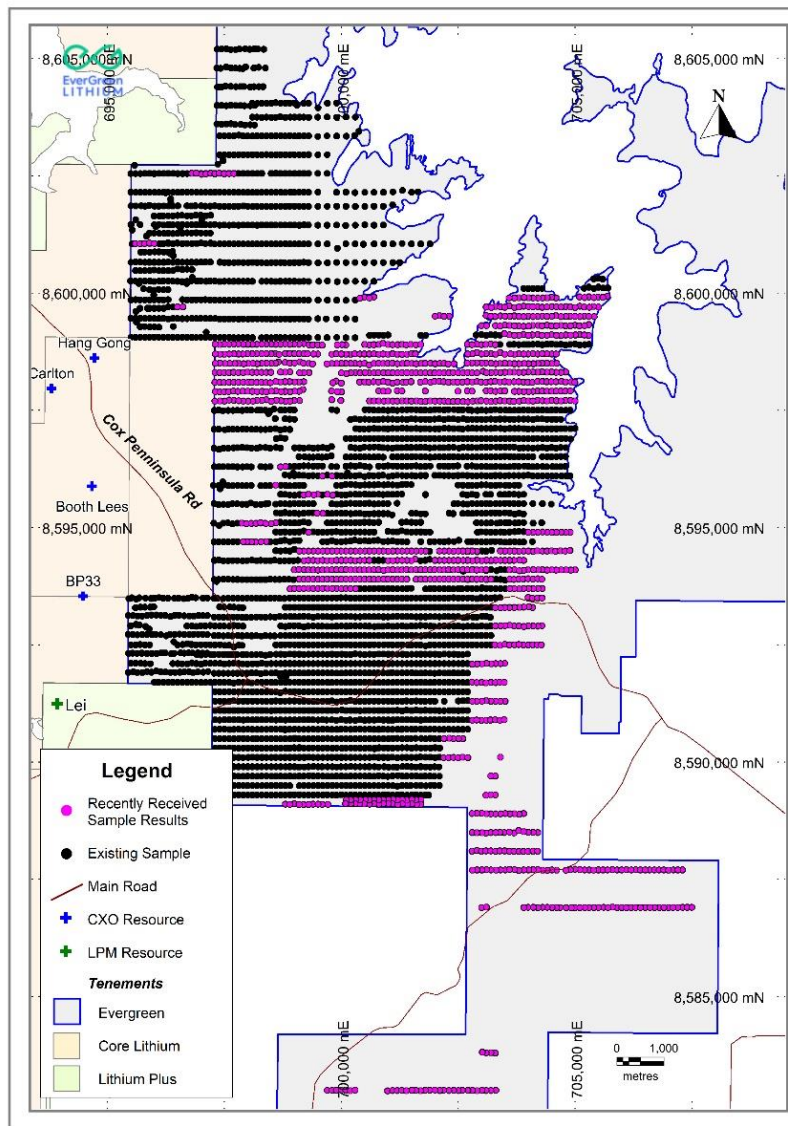 EverGreen
LITHIUM
8,605,000 mN
8,605,000 mN
695,000 mE
705,000 mE
N
8,600,000 mN
8,600,000 mN
Hang Gong
Carlton
Cox Penninsula Rd
Booth Lees
8,595,000 mN
8,595,000 mN
BP33
Lei
8,590,000 mN
Legend
Recently Received
Sample Results
Existing Sample
Main Road
CXO Resource
LPM Resource
Tenements
Evergreen
Core Lithium
Lithium Plus
8,585,000 mN
700,000 mE
705,000 mE
0 1,000
metres